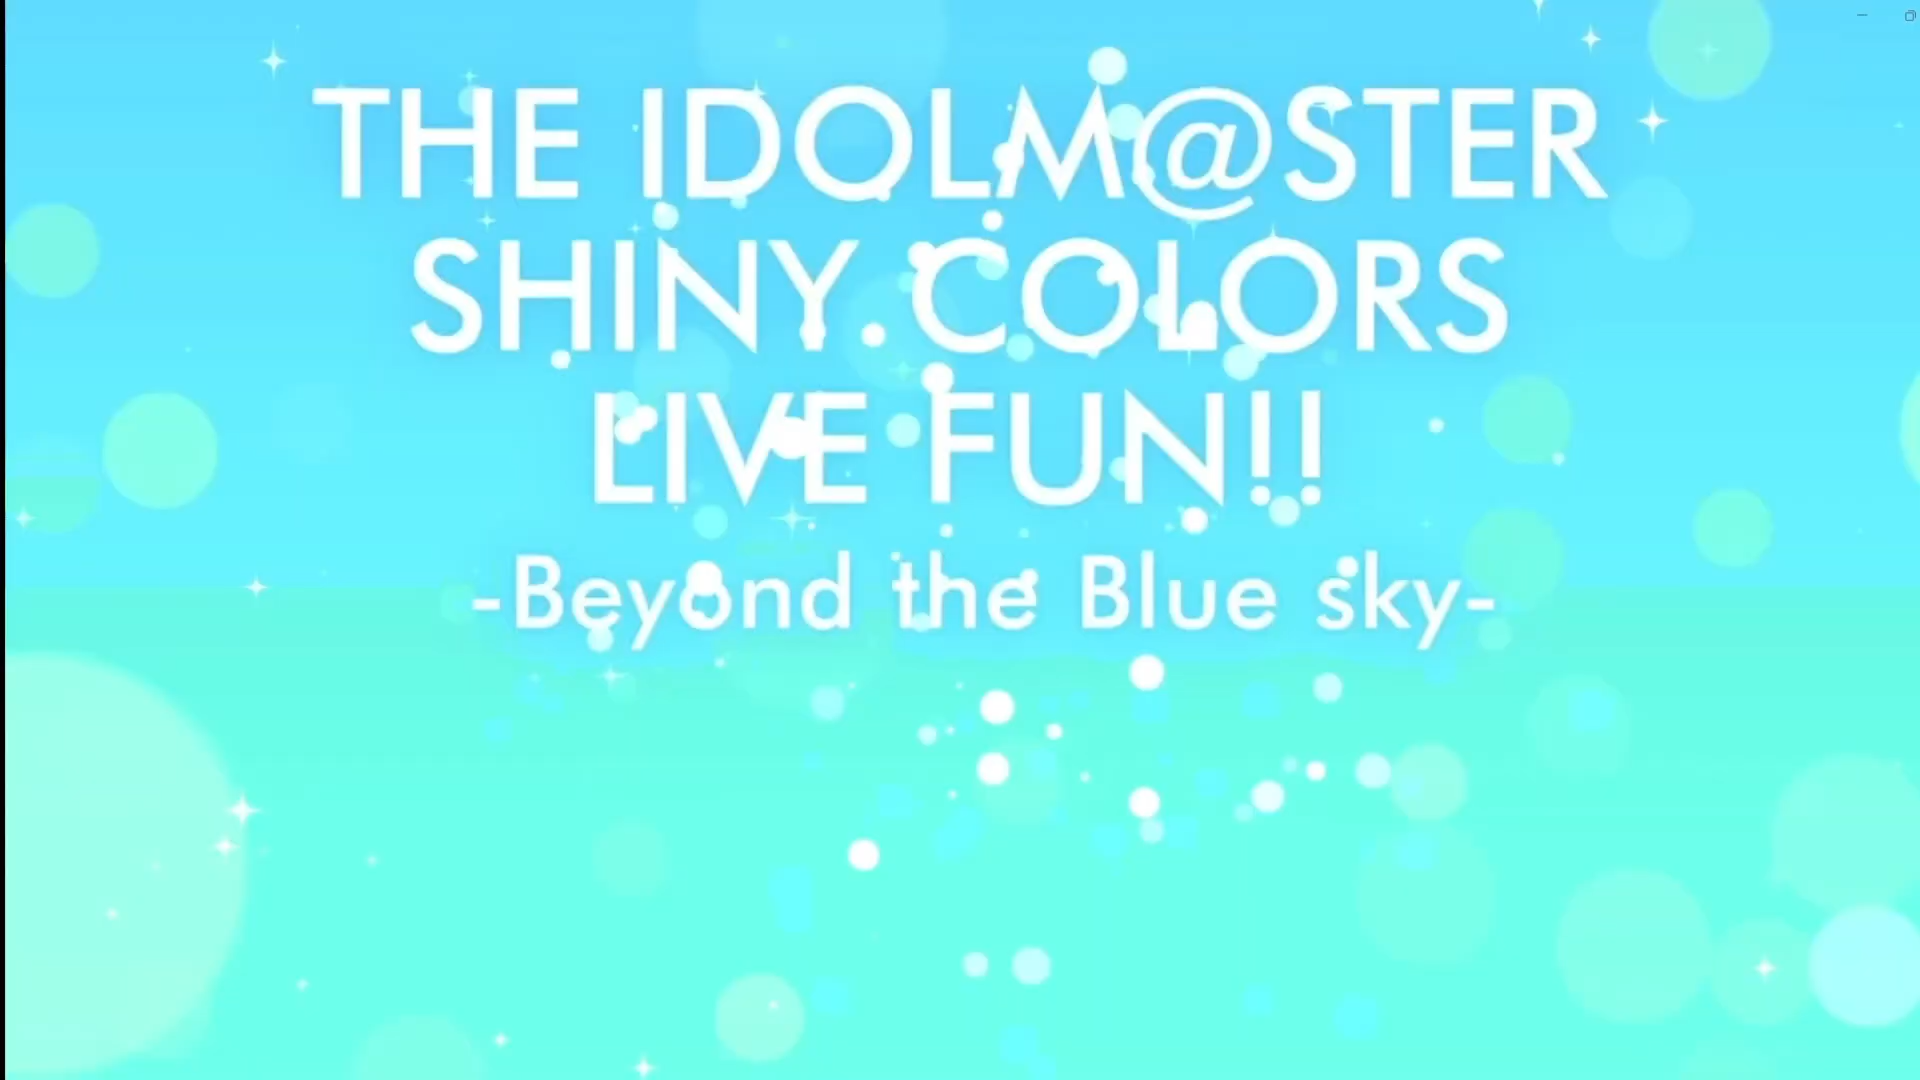 THE IDOLM@STER
SHINY COLORS
LIVE FUN!!
-Beyond the Blue sky-